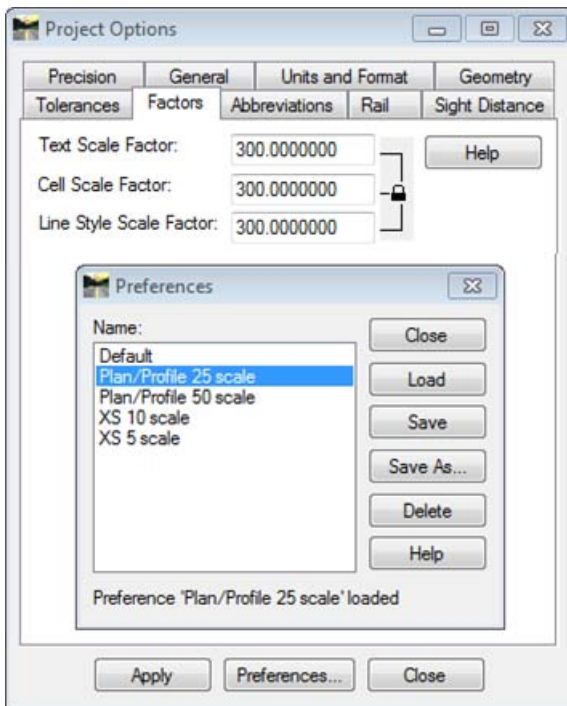 Project Options
Precision General Units and Format Geometry
Tolerances Factors Abbreviations Rail Sight Distance
Text Scale Factor: 300.0000000 Help
Cell Scale Factor: 300.0000000
Line Style Scale Factor: 300.0000000
Preferences
Name:
Default
Plan/Profile 25 scale
Plan/Profile 50 scale
XS 10 scale
XS 5 scale
Close
Load
Save
Save As...
Delete
Help
Preference 'Plan/Profile 25 scale' loaded
Apply Preferences... Close